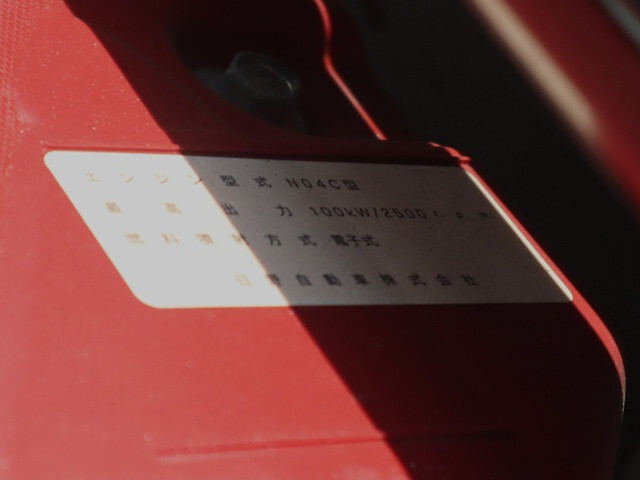 エンジン型式 N04C型
最高出力 100kW/2500rpm
燃料噴射方式 電子式
日野自動車株式会社